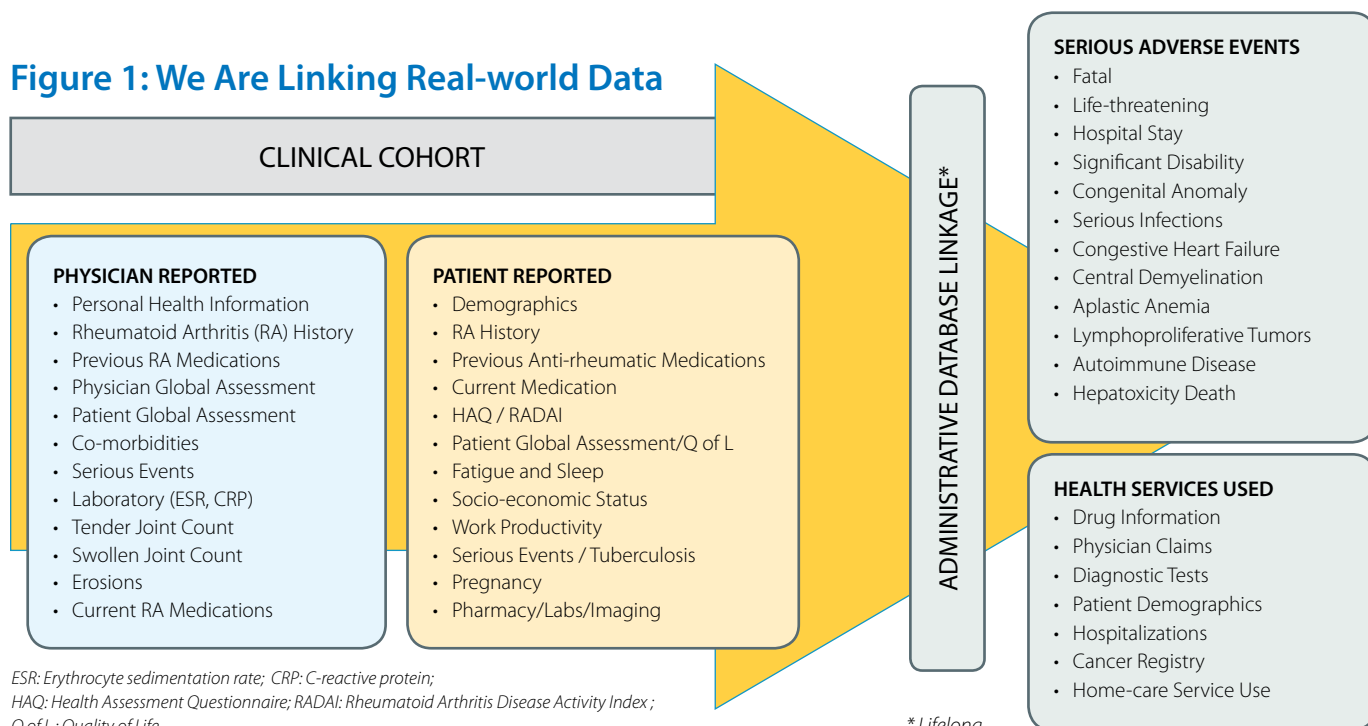 Figure 1: We Are Linking Real-world Data
CLINICAL COHORT
PHYSICIAN REPORTED
• Personal Health Information
• Rheumatoid Arthritis (RA) History
• Previous RA Medications
• Physician Global Assessment
• Patient Global Assessment
• Co-morbidities
• Serious Events
• Laboratory (ESR, CRP)
• Tender Joint Count
• Swollen Joint Count
• Erosions
• Current RA Medications
PATIENT REPORTED
• Demographics
• RA History
• Previous Anti-rheumatic Medications
• Current Medication
• HAQ / RADAI
• Patient Global Assessment/Q of L
• Fatigue and Sleep
• Socio-economic Status
• Work Productivity
• Serious Events / Tuberculosis
• Pregnancy
• Pharmacy/Labs/Imaging
ADMINISTRATIVE DATABASE LINKAGE*
SERIOUS ADVERSE EVENTS
• Fatal
• Life-threatening
• Hospital Stay
• Significant Disability
• Congenital Anomaly
• Serious Infections
• Congestive Heart Failure
• Central Demyelination
• Aplastic Anemia
• Lymphoproliferative Tumors
• Autoimmune Disease
• Hepatoxicity Death
HEALTH SERVICES USED
• Drug Information
• Physician Claims
• Diagnostic Tests
• Patient Demographics
• Hospitalizations
• Cancer Registry
• Home-care Service Use
ESR: Erythrocyte sedimentation rate; CRP: C-reactive protein;
HAQ: Health Assessment Questionnaire; RADAI: Rheumatoid Arthritis Disease Activity Index ;
Q of L : Quality of Life
* Lifelong